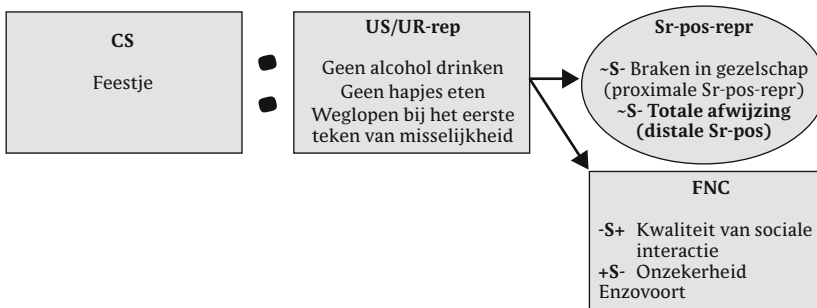 CS
Feestje
US/UR-rep
Geen alcohol drinken
Geen hapjes eten
Weglopen bij het eerste
teken van misselijkheid
Sr-pos-repr
~S- Braken in gezelschap
(proximale Sr-pos-repr)
~S- Totale afwijzing
(distale Sr-pos)
FNC
-S+ Kwaliteit van sociale
interactie
+S- Onzekerheid
Enzovoort